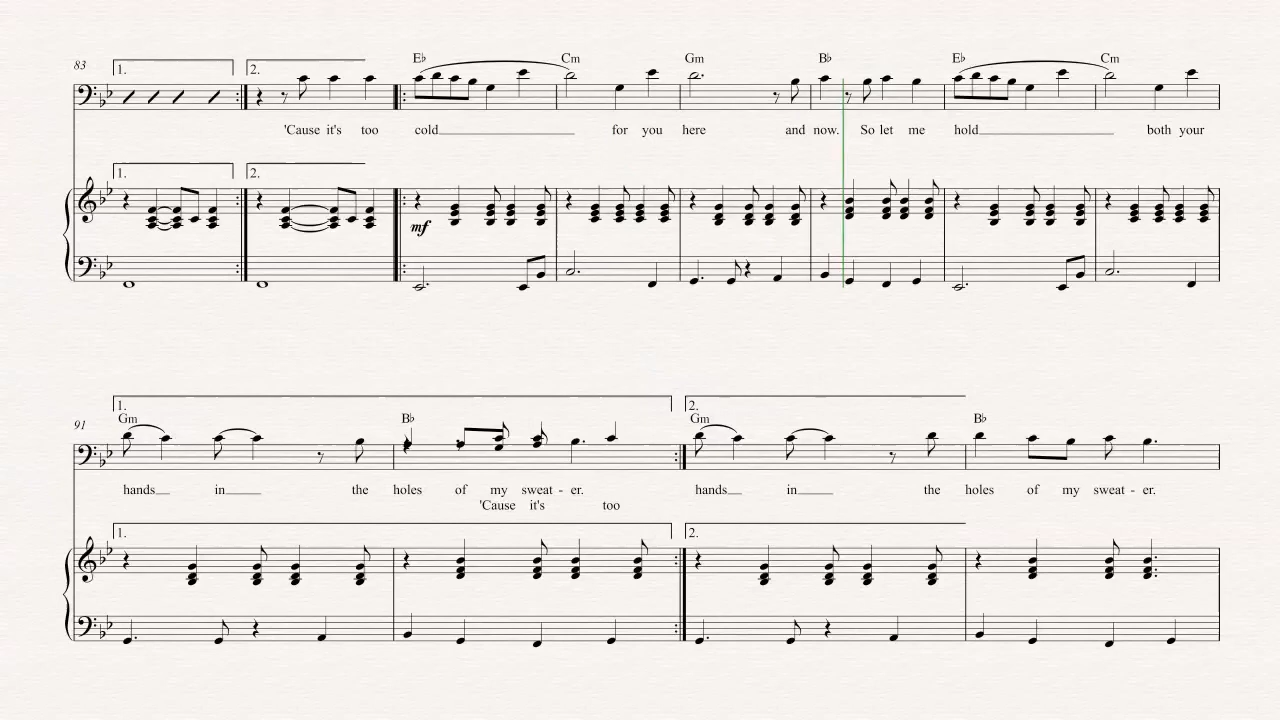 83
1. 2. E♭ Cm Gm B♭ E♭ Cm
'Cause it's too cold for you here and now. So let me hold both your
1. 2.
mf
1. 2.
91 Gm B♭ Gm B♭
hands in the holes of my sweat - er. hands in the holes of my sweat - er.
'Cause it's too
1. 2.